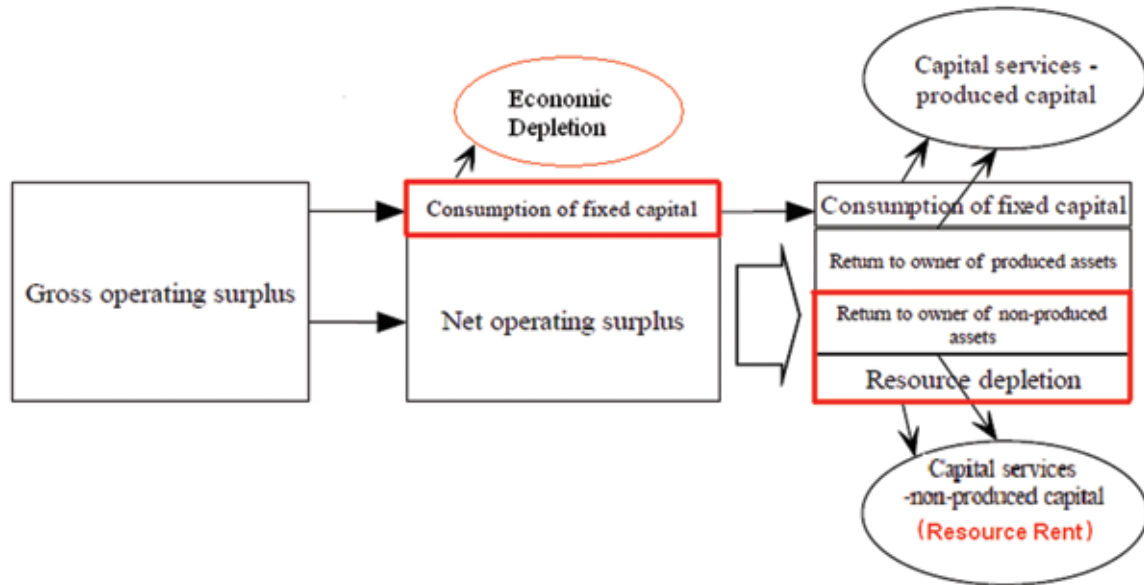 Capital services -
produced capital
Economic
Depletion
Consumption of fixed capital
Consumption of fixed capital
Return to owner of produced assets
Gross operating surplus
Net operating surplus
Return to owner of non-produced
assets
Resource depletion
Capital services
-non-produced capital
(Resource Rent)